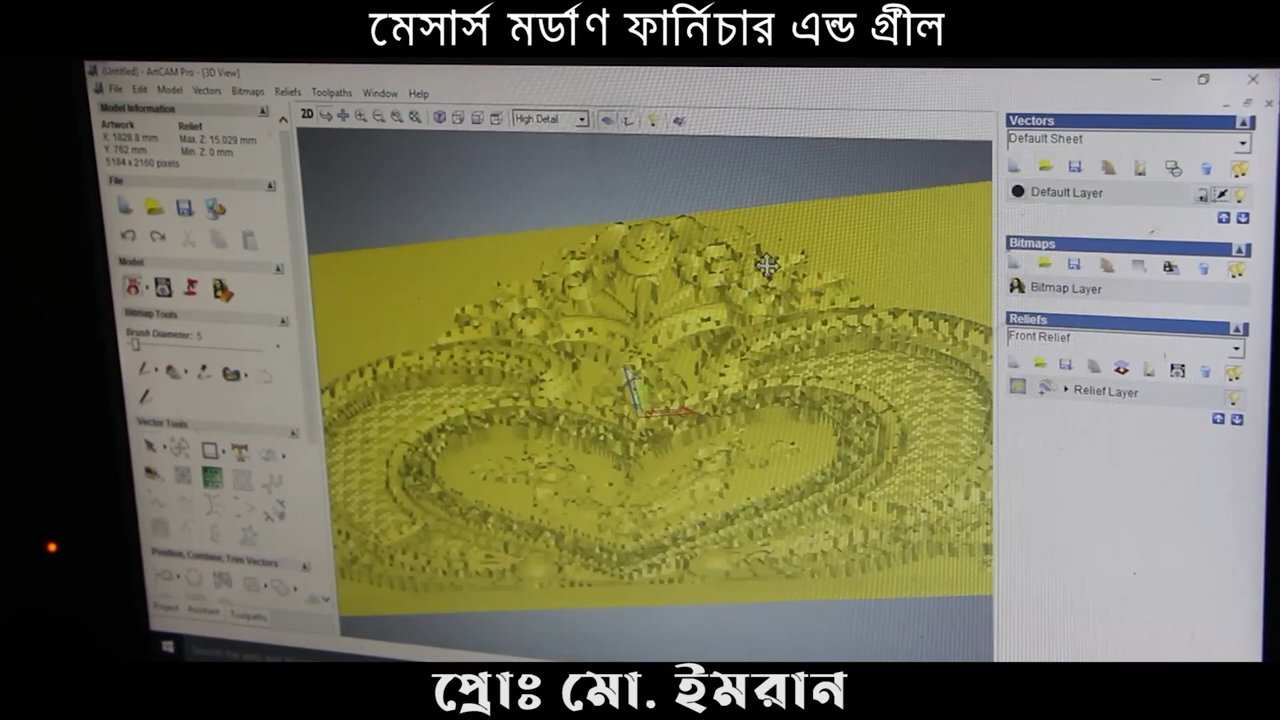 মেসার্স মর্ডাণ ফার্নিচার এন্ড গ্রীল
(Untitled) - ArtCAM Pro - [3D View]
File Edit Model Vectors Bitmaps Reliefs Toolpaths Window Help
Model Information
Artwork Relief
X: 1828.8 mm Max. Z: 15.029 mm
Y: 762 mm Min. Z: 0 mm
5184 x 2160 pixels
File
Model
Bitmap Tools
Brush Diameter: 5
Vector Tools
Position, Combine, Trim Vectors
Project Assistant Toolpaths
2D High Detail
Vectors
Default Sheet
Default Layer
Bitmaps
Bitmap Layer
Reliefs
Front Relief
Relief Layer
প্রোঃ মো. ইমরান